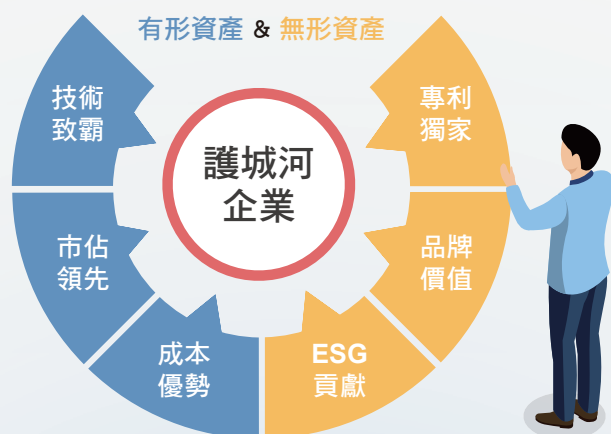 有形資產 & 無形資產
技術
致霸
市佔
領先
成本
優勢
護城河
企業
專利
獨家
品牌
價值
ESG
貢獻